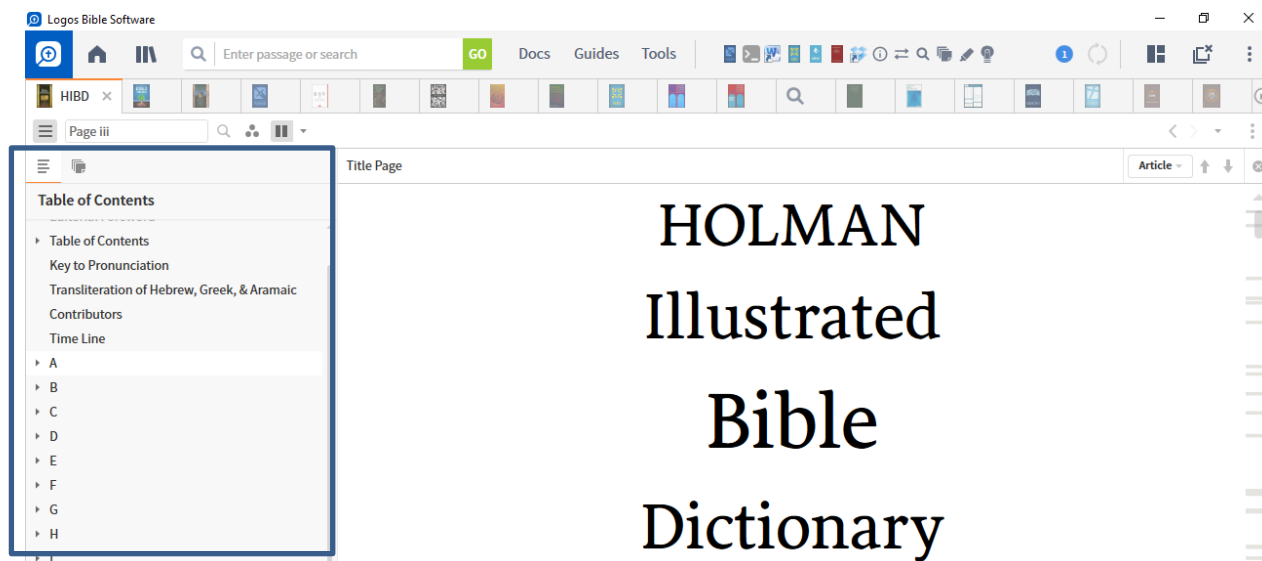 Logos Bible Software
Enter passage or search
GO
Docs Guides Tools
1
HIBD
Page iii
Title Page
Article
Table of Contents
Table of Contents
Key to Pronunciation
Transliteration of Hebrew, Greek, & Aramaic
Contributors
Time Line
A
B
C
D
E
F
G
H
HOLMAN
Illustrated
Bible
Dictionary